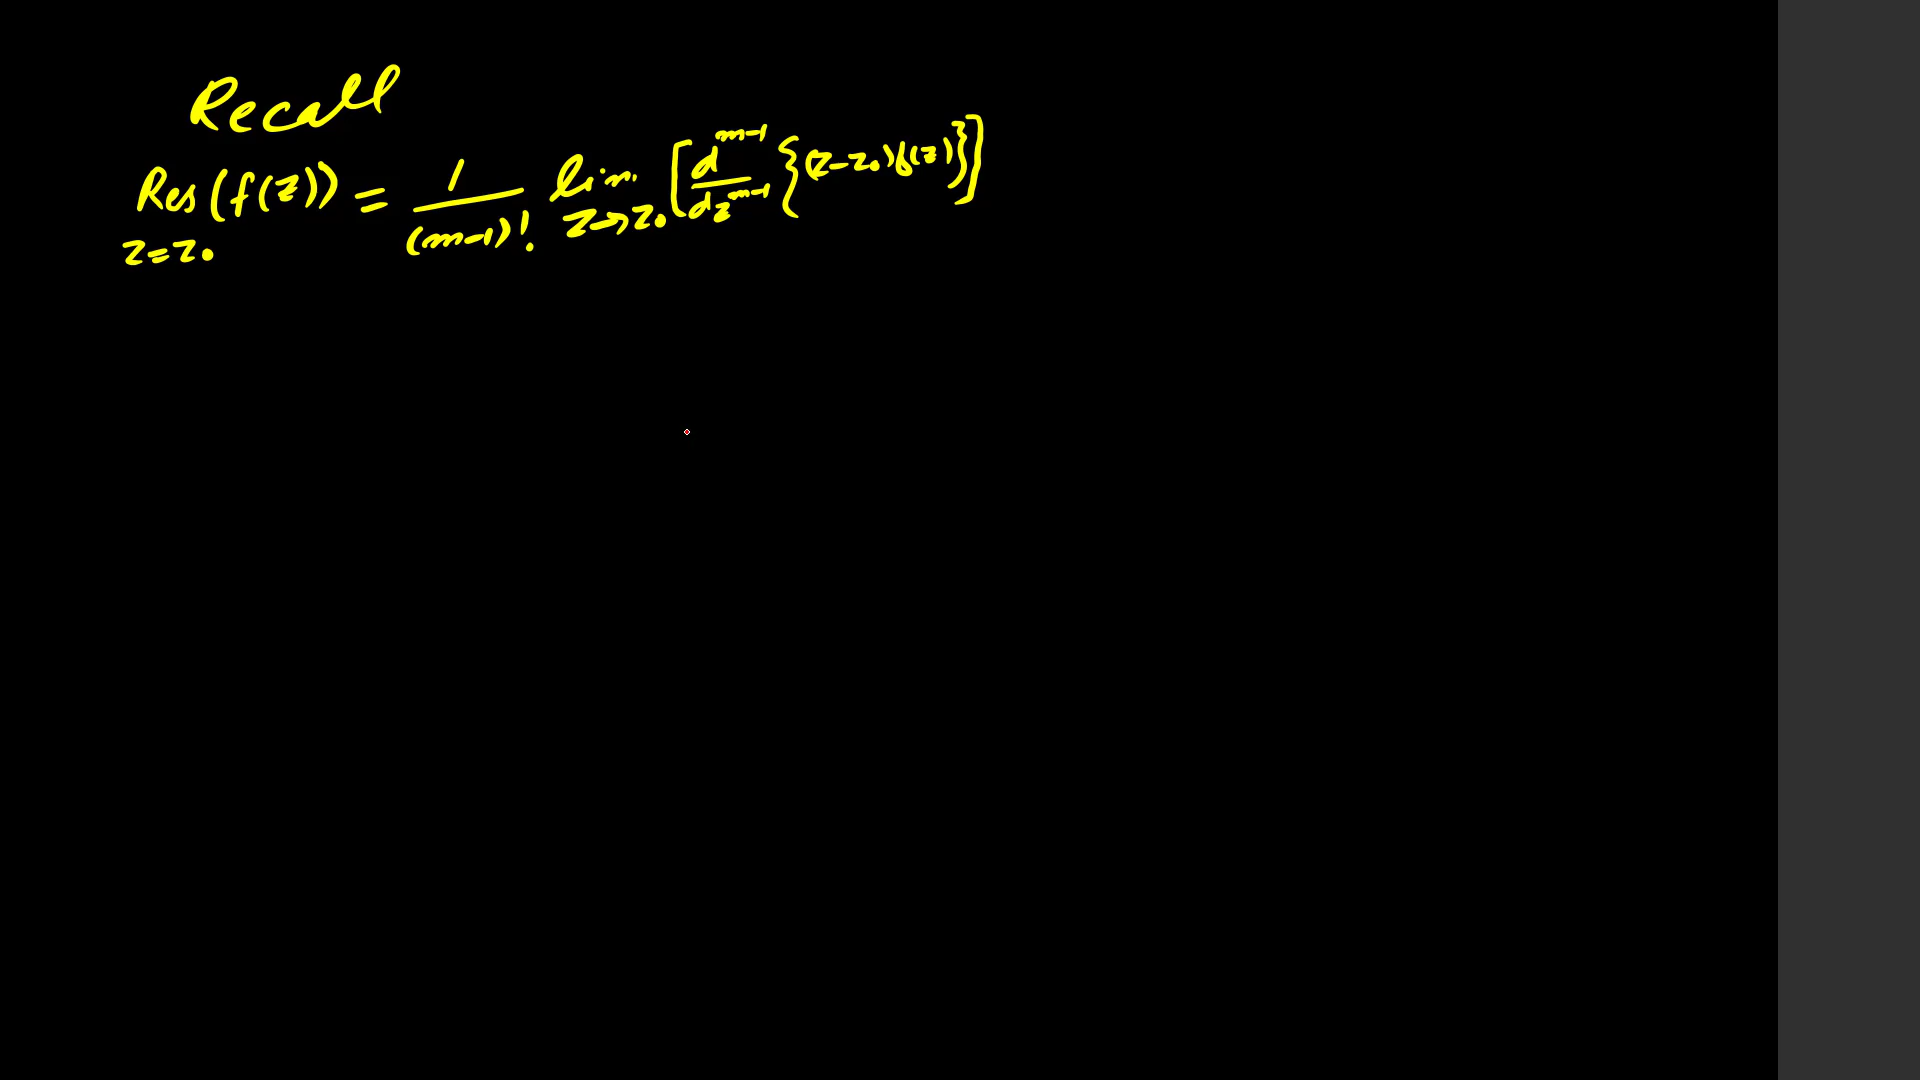 Recall
Res (f(z)) = 1/(m-1)! lim [d^{m-1}/dz^{m-1} {(z-z₀)f(z)}]
z=z₀ z→z₀